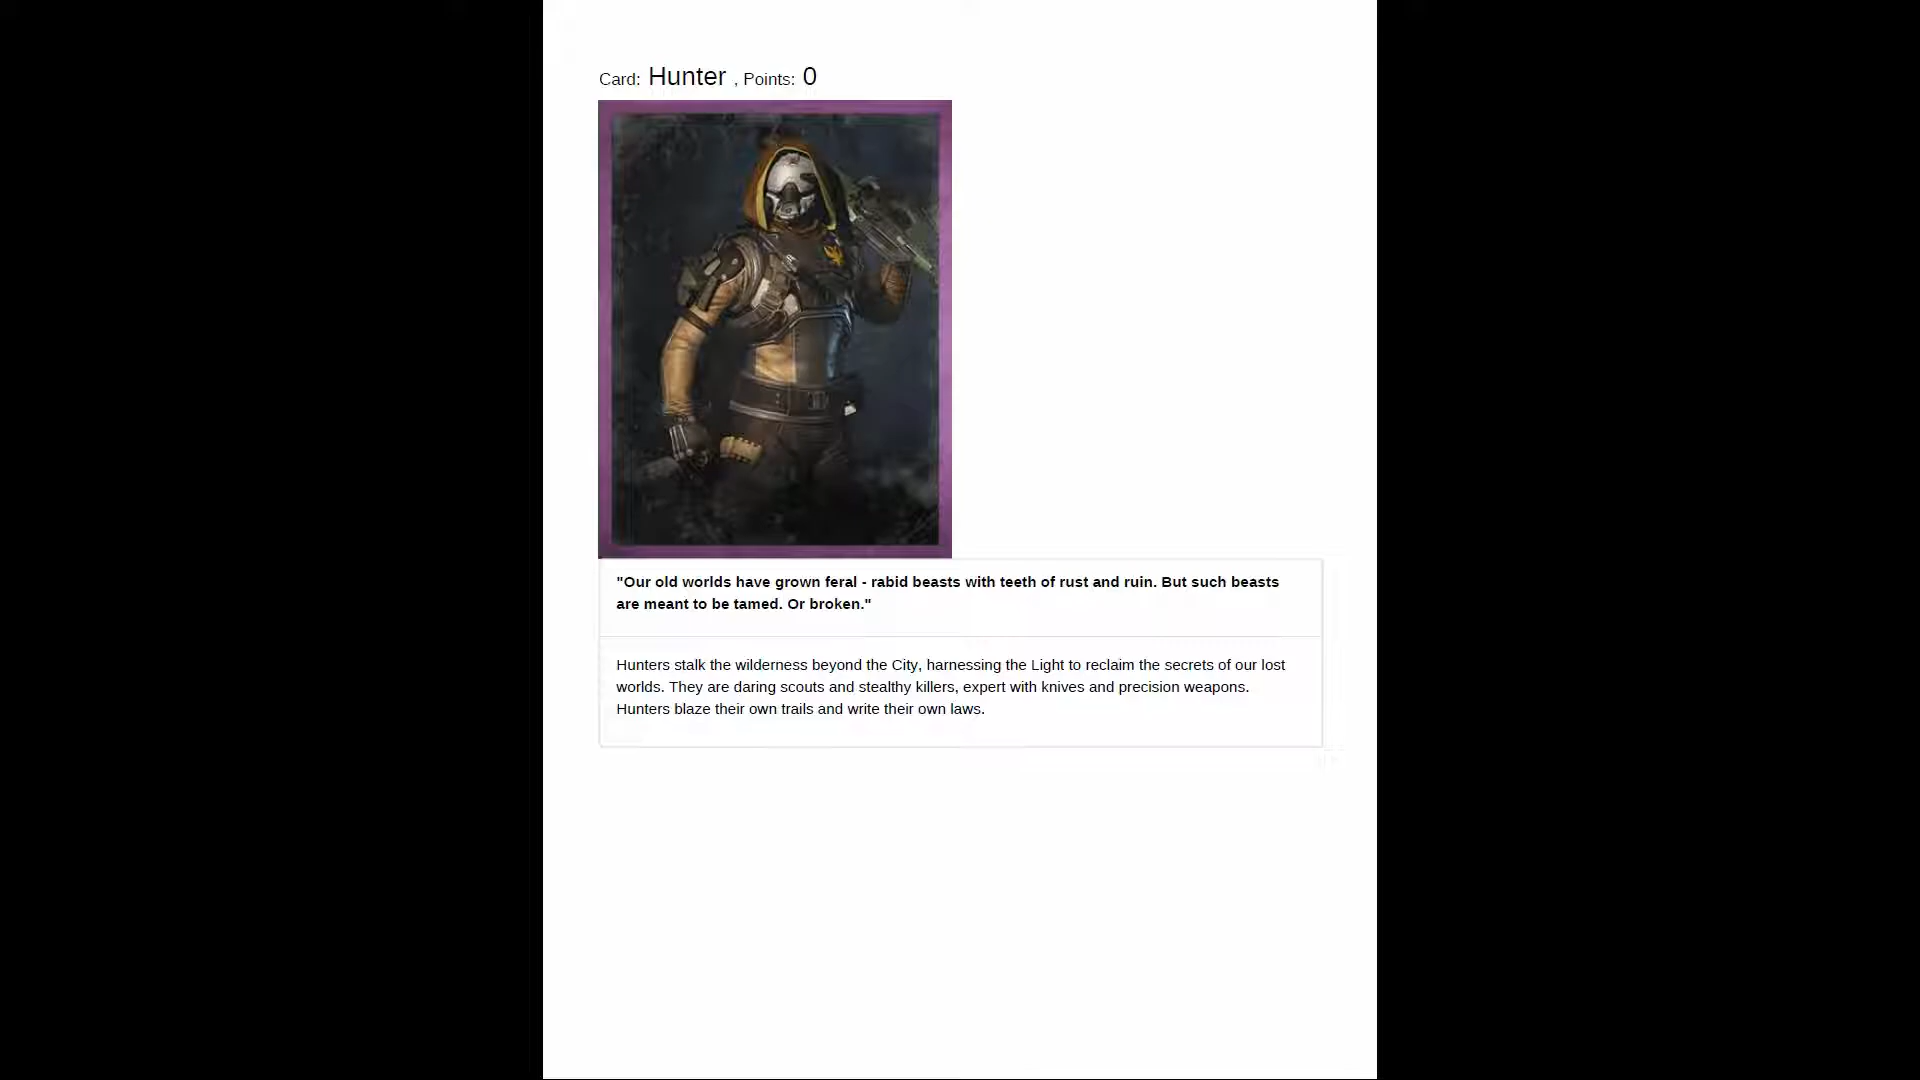 Card: Hunter , Points: 0
"Our old worlds have grown feral - rabid beasts with teeth of rust and ruin. But such beasts
are meant to be tamed. Or broken."
Hunters stalk the wilderness beyond the City, harnessing the Light to reclaim the secrets of our lost
worlds. They are daring scouts and stealthy killers, expert with knives and precision weapons.
Hunters blaze their own trails and write their own laws.